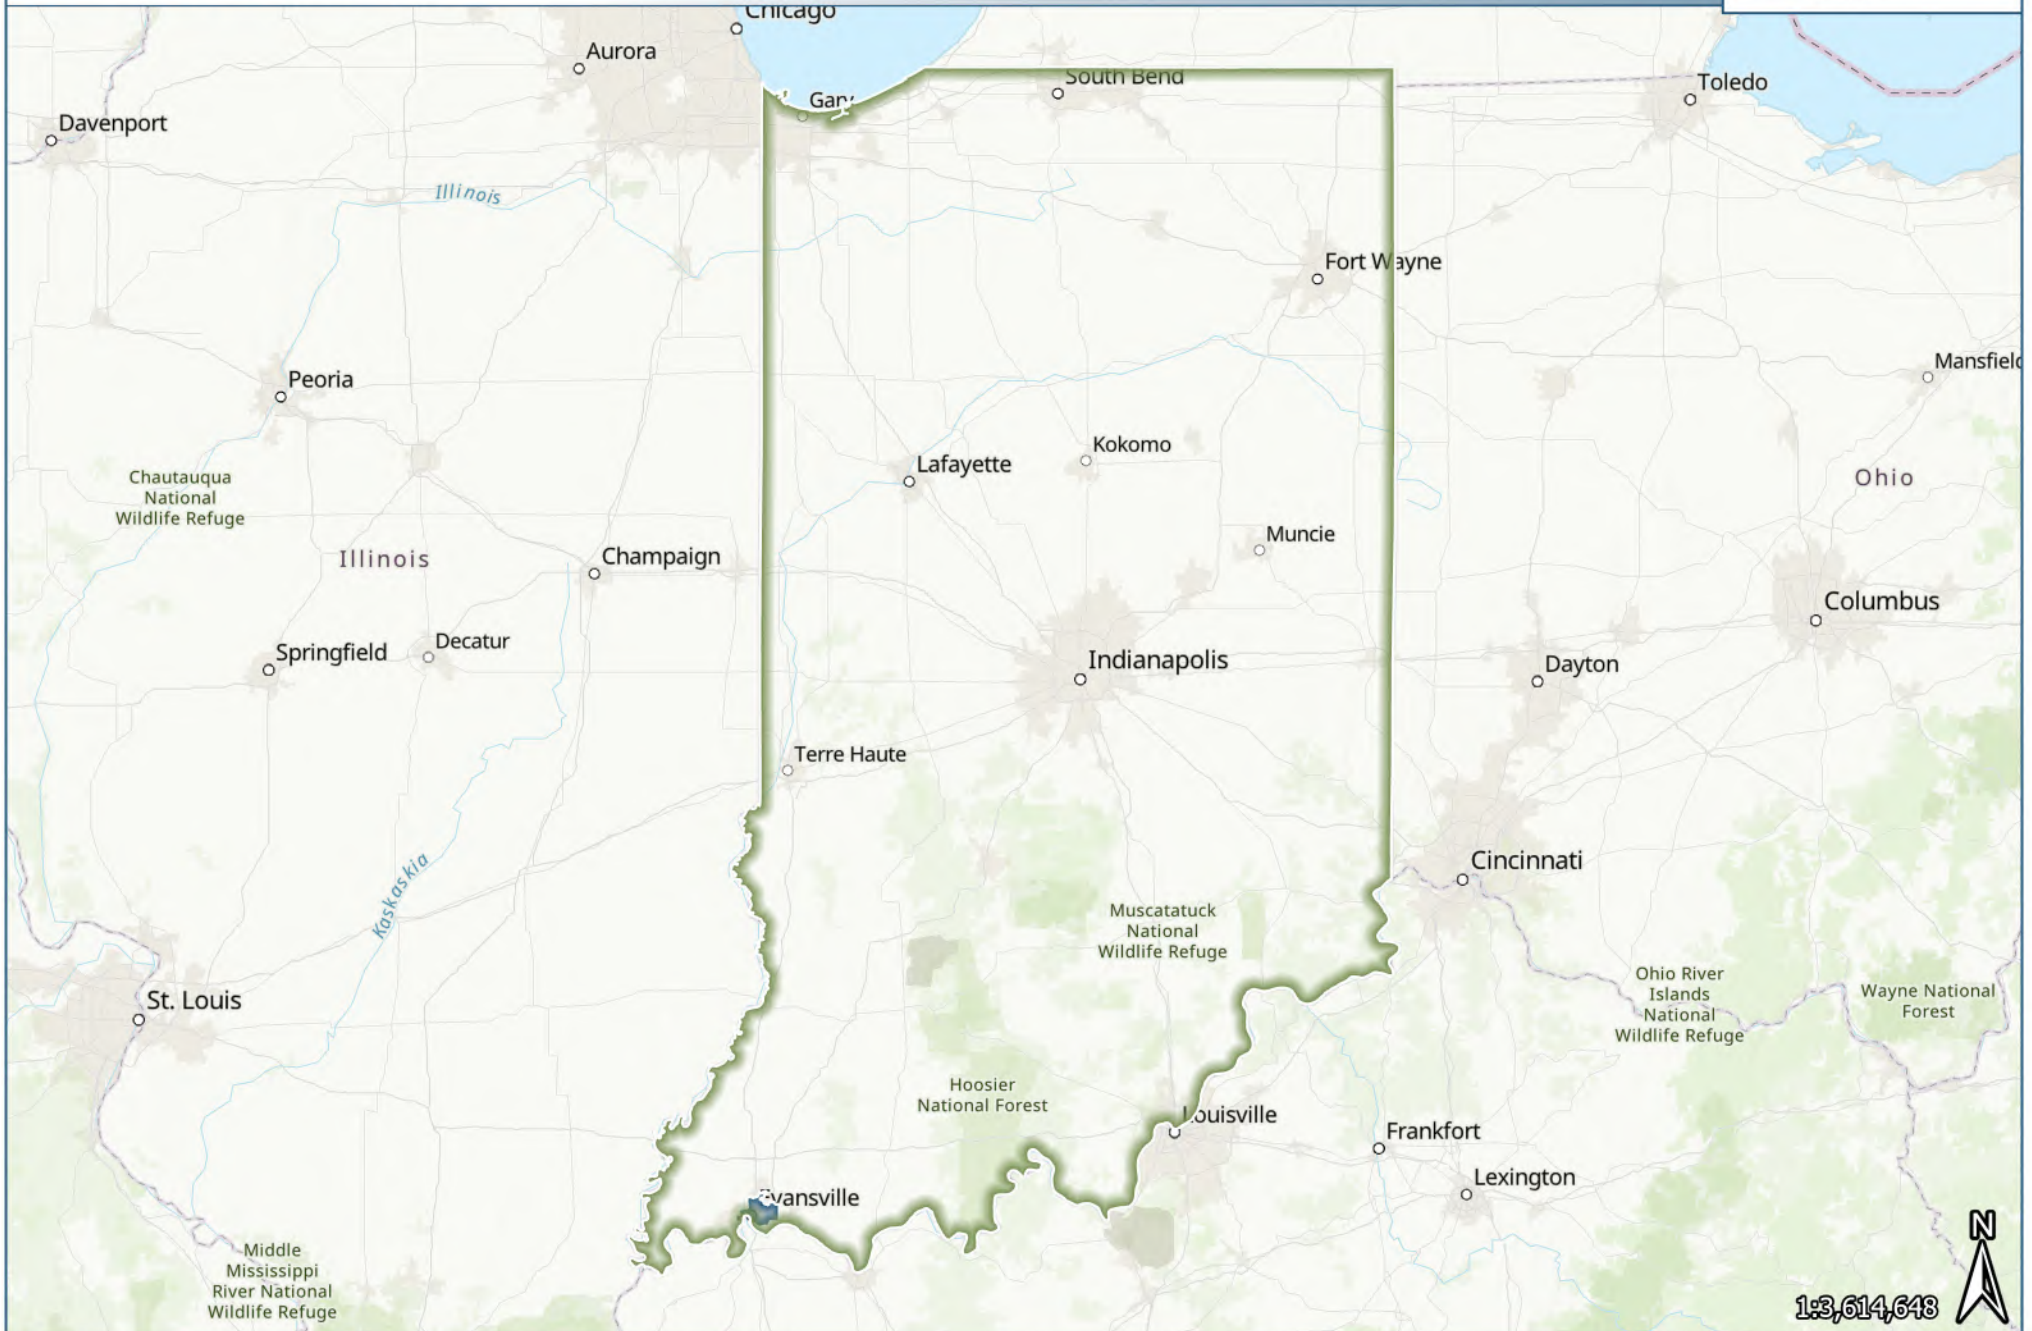 Chicago
Aurora
South Bend
Toledo
Gary
Davenport
Illinois
Fort Wayne
Mansfield
Peoria
Kokomo
Lafayette
Chautauqua
National
Wildlife Refuge
Ohio
Muncie
Illinois
Champaign
Columbus
Springfield
Decatur
Indianapolis
Dayton
Terre Haute
Cincinnati
Kaskaskia
Muscatatuck
National
Wildlife Refuge
St. Louis
Ohio River
Islands
National
Wildlife Refuge
Wayne National
Forest
Hoosier
National Forest
Louisville
Frankfort
Lexington
Evansville
Middle
Mississippi
River National
Wildlife Refuge
N
1:3,614,648